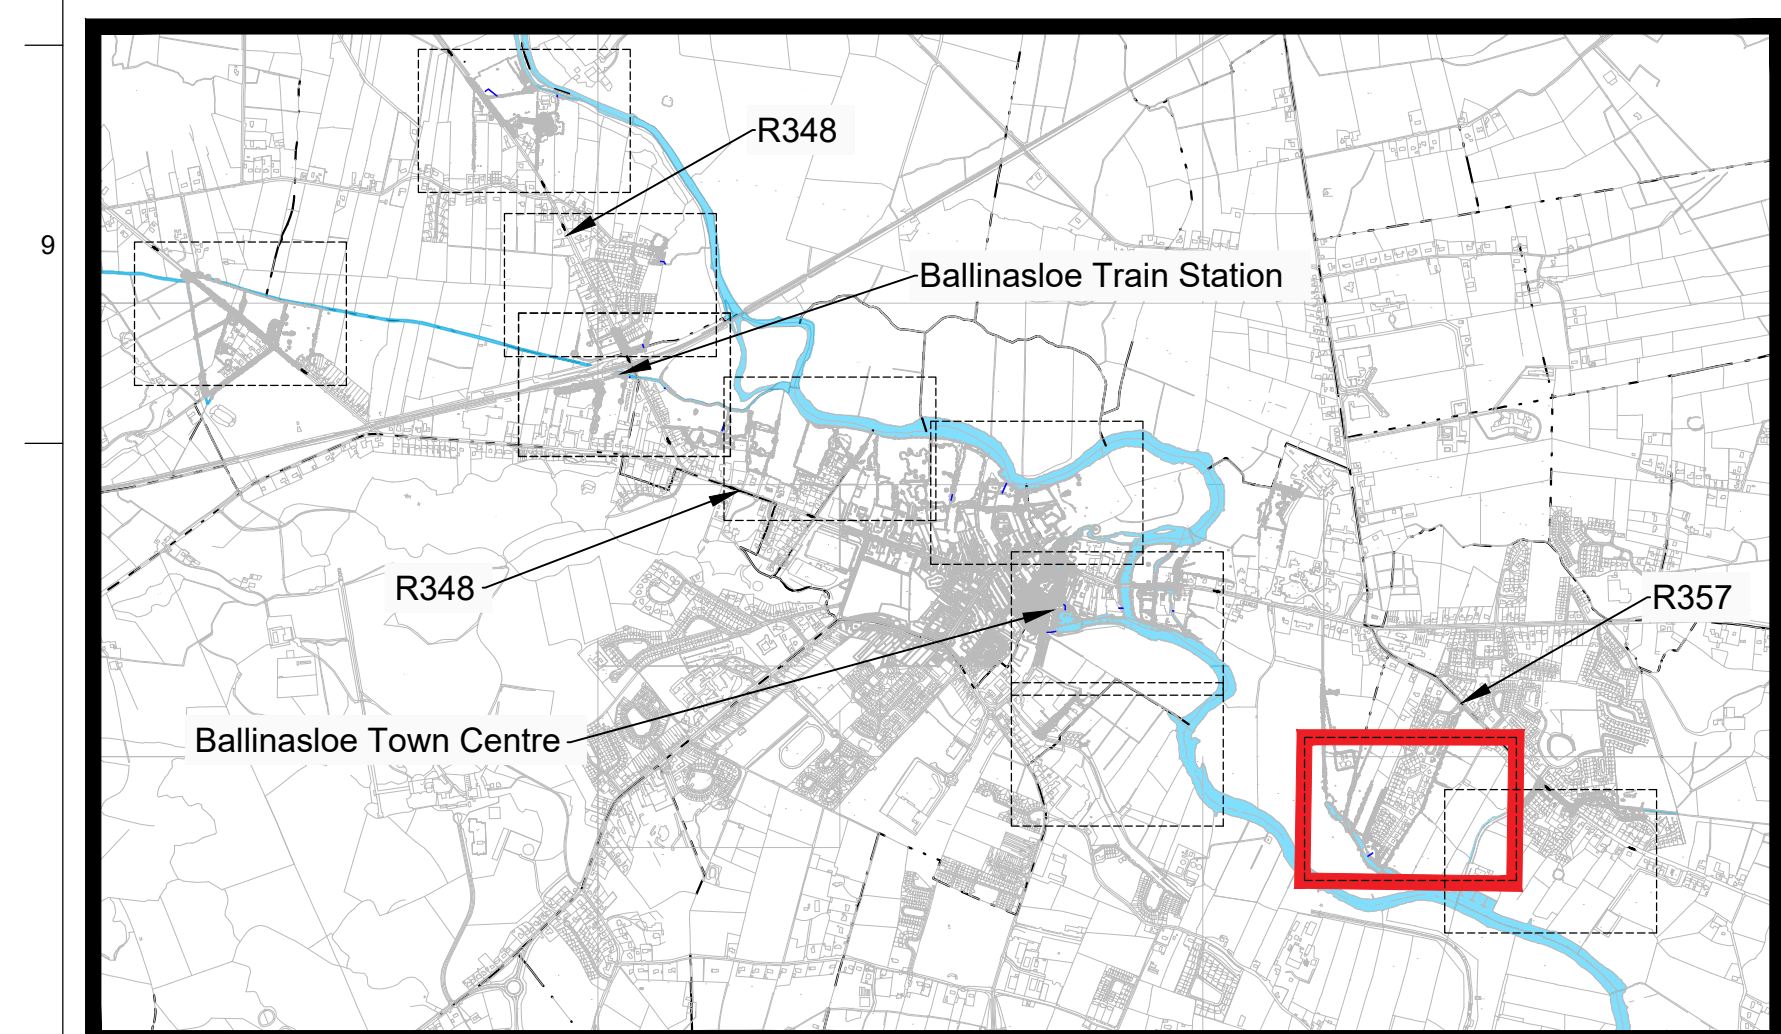 R348
9
Ballinasloe Train Station
R348
R357
Ballinasloe Town Centre